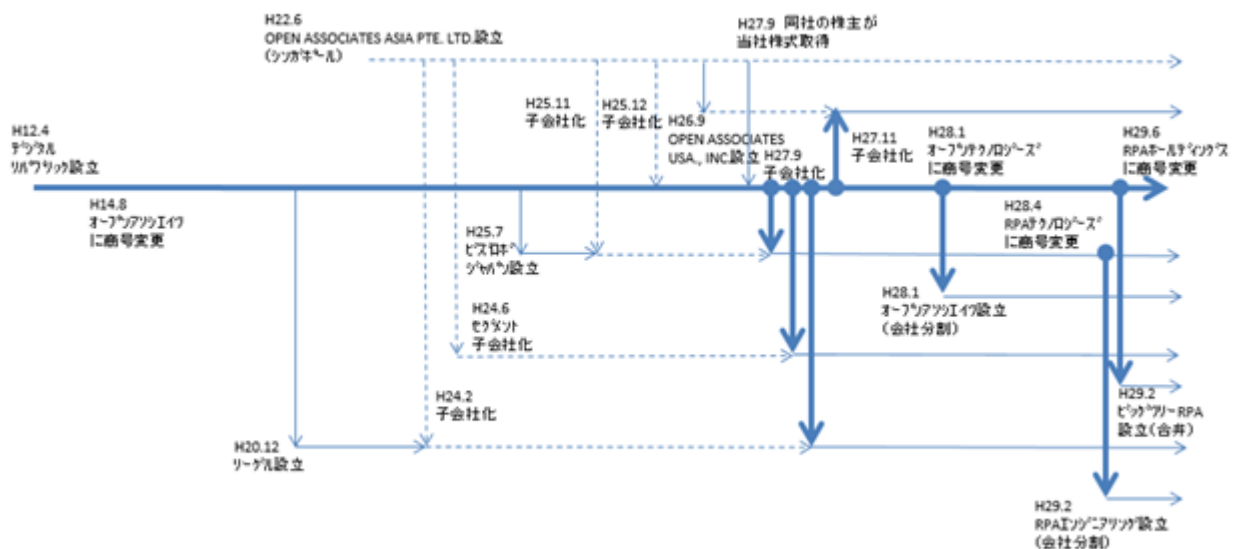 H22.6
OPEN ASSOCIATES ASIA PTE. LTD.設立
(シンガポール)
H27.9 同社の株主が
当社株式取得
H25.11
子会社化
H25.12
子会社化
H26.9
OPEN ASSOCIATES
USA., INC.設立
H27.9
子会社化
H27.11
子会社化
H28.1
オープンテクノロジーズ
に商号変更
H29.6
RPAホールディングス
に商号変更
H12.4
デジタル
リパブリック設立
H14.8
オープンアソシエイツ
に商号変更
H25.7
ビズロボ
ジャパン設立
H28.4
RPAテクノロジーズ
に商号変更
H28.1
オープンアソシエイツ設立
(会社分割)
H24.6
セグメント
子会社化
H24.2
子会社化
H29.2
ビッグツリーRPA
設立(合弁)
H20.12
リーグル設立
H29.2
RPAエンジニアリング設立
(会社分割)